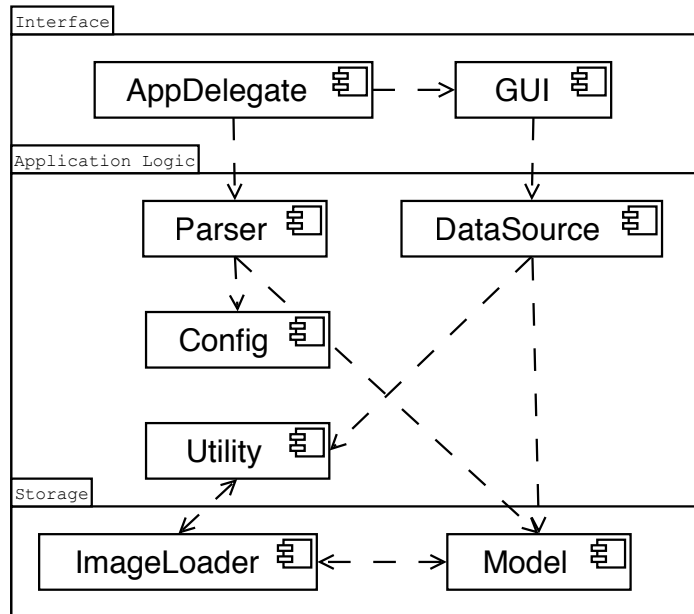 Interface
AppDelegate
GUI
Application Logic
Parser
DataSource
Config
Utility
Storage
ImageLoader
Model